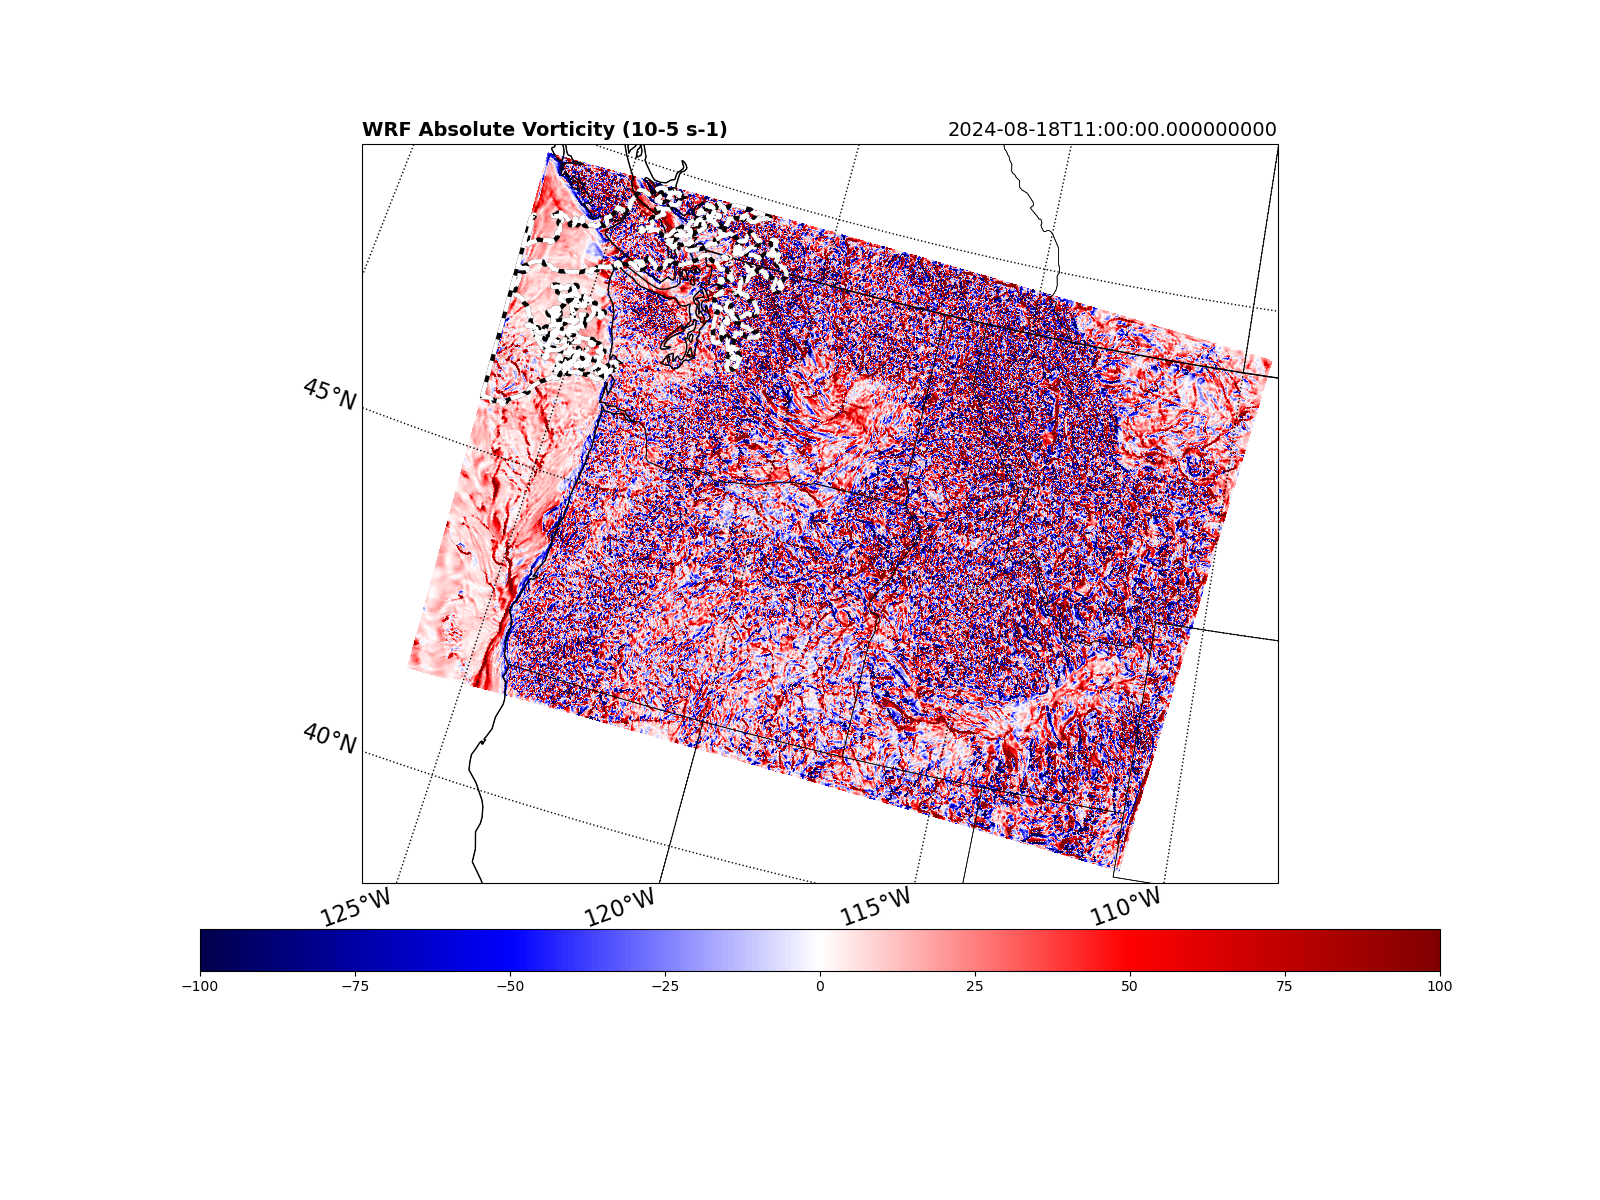 WRF Absolute Vorticity (10-5 s-1) 2024-08-18T11:00:00.000000000
45°N
40°N
125°W 120°W 115°W 110°W
−100 −75 −50 −25 0 25 50 75 100